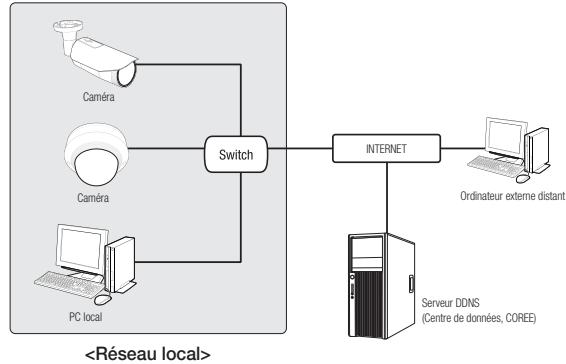 Caméra
Caméra
Switch
INTERNET
Ordinateur externe distant
PC local
Serveur DDNS
(Centre de données, COREE)
<Réseau local>